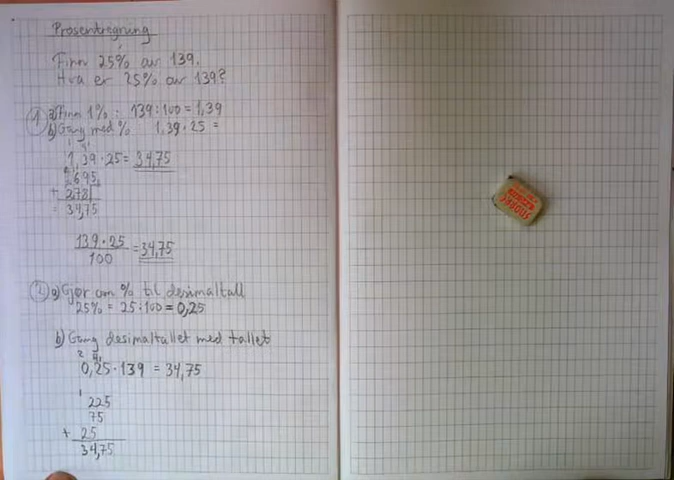 Prosentregning
Finn 25% av 139.
Hva er 25% av 139?
1 a) Finn 1% : 139:100 = 1,39
b) Gang med % 1,39·25 =
1,39·25 = 34,75
695
+ 278
= 34,75
139·25
100
= 34,75
2 a) Gjør om % til desimaltall
25% = 25:100 = 0,25
b) Gang desimaltallet med tallet
2 4
0,25·139 = 34,75
1
225
75
+ 25
34,75